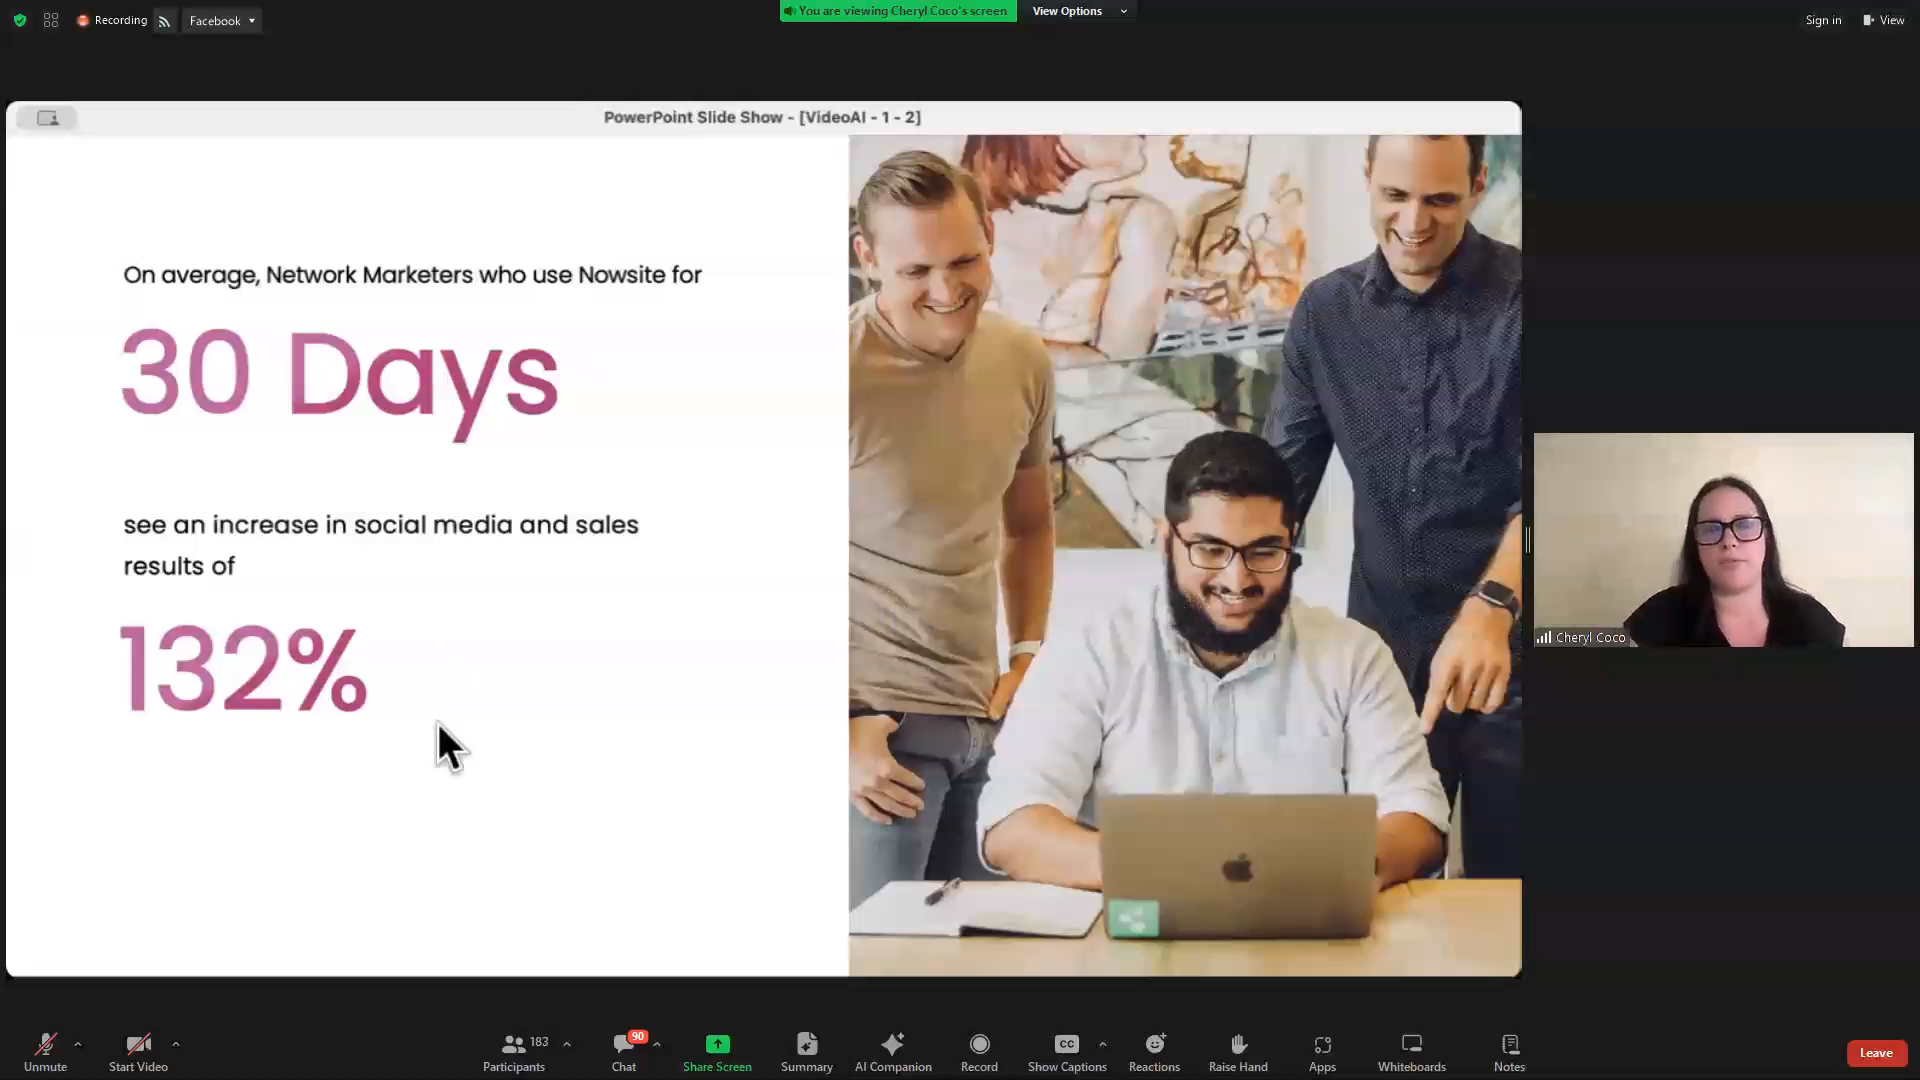 Recording
Facebook
You are viewing Cheryl Coco's screen
View Options
Sign in
View
PowerPoint Slide Show - [VideoAI - 1 - 2]
On average, Network Marketers who use Nowsite for
30 Days
see an increase in social media and sales
results of
132%
Cheryl Coco
Unmute
Start Video
183
Participants
90
Chat
Share Screen
Summary
AI Companion
Record
CC
Show Captions
Reactions
Raise Hand
Apps
Whiteboards
Notes
Leave